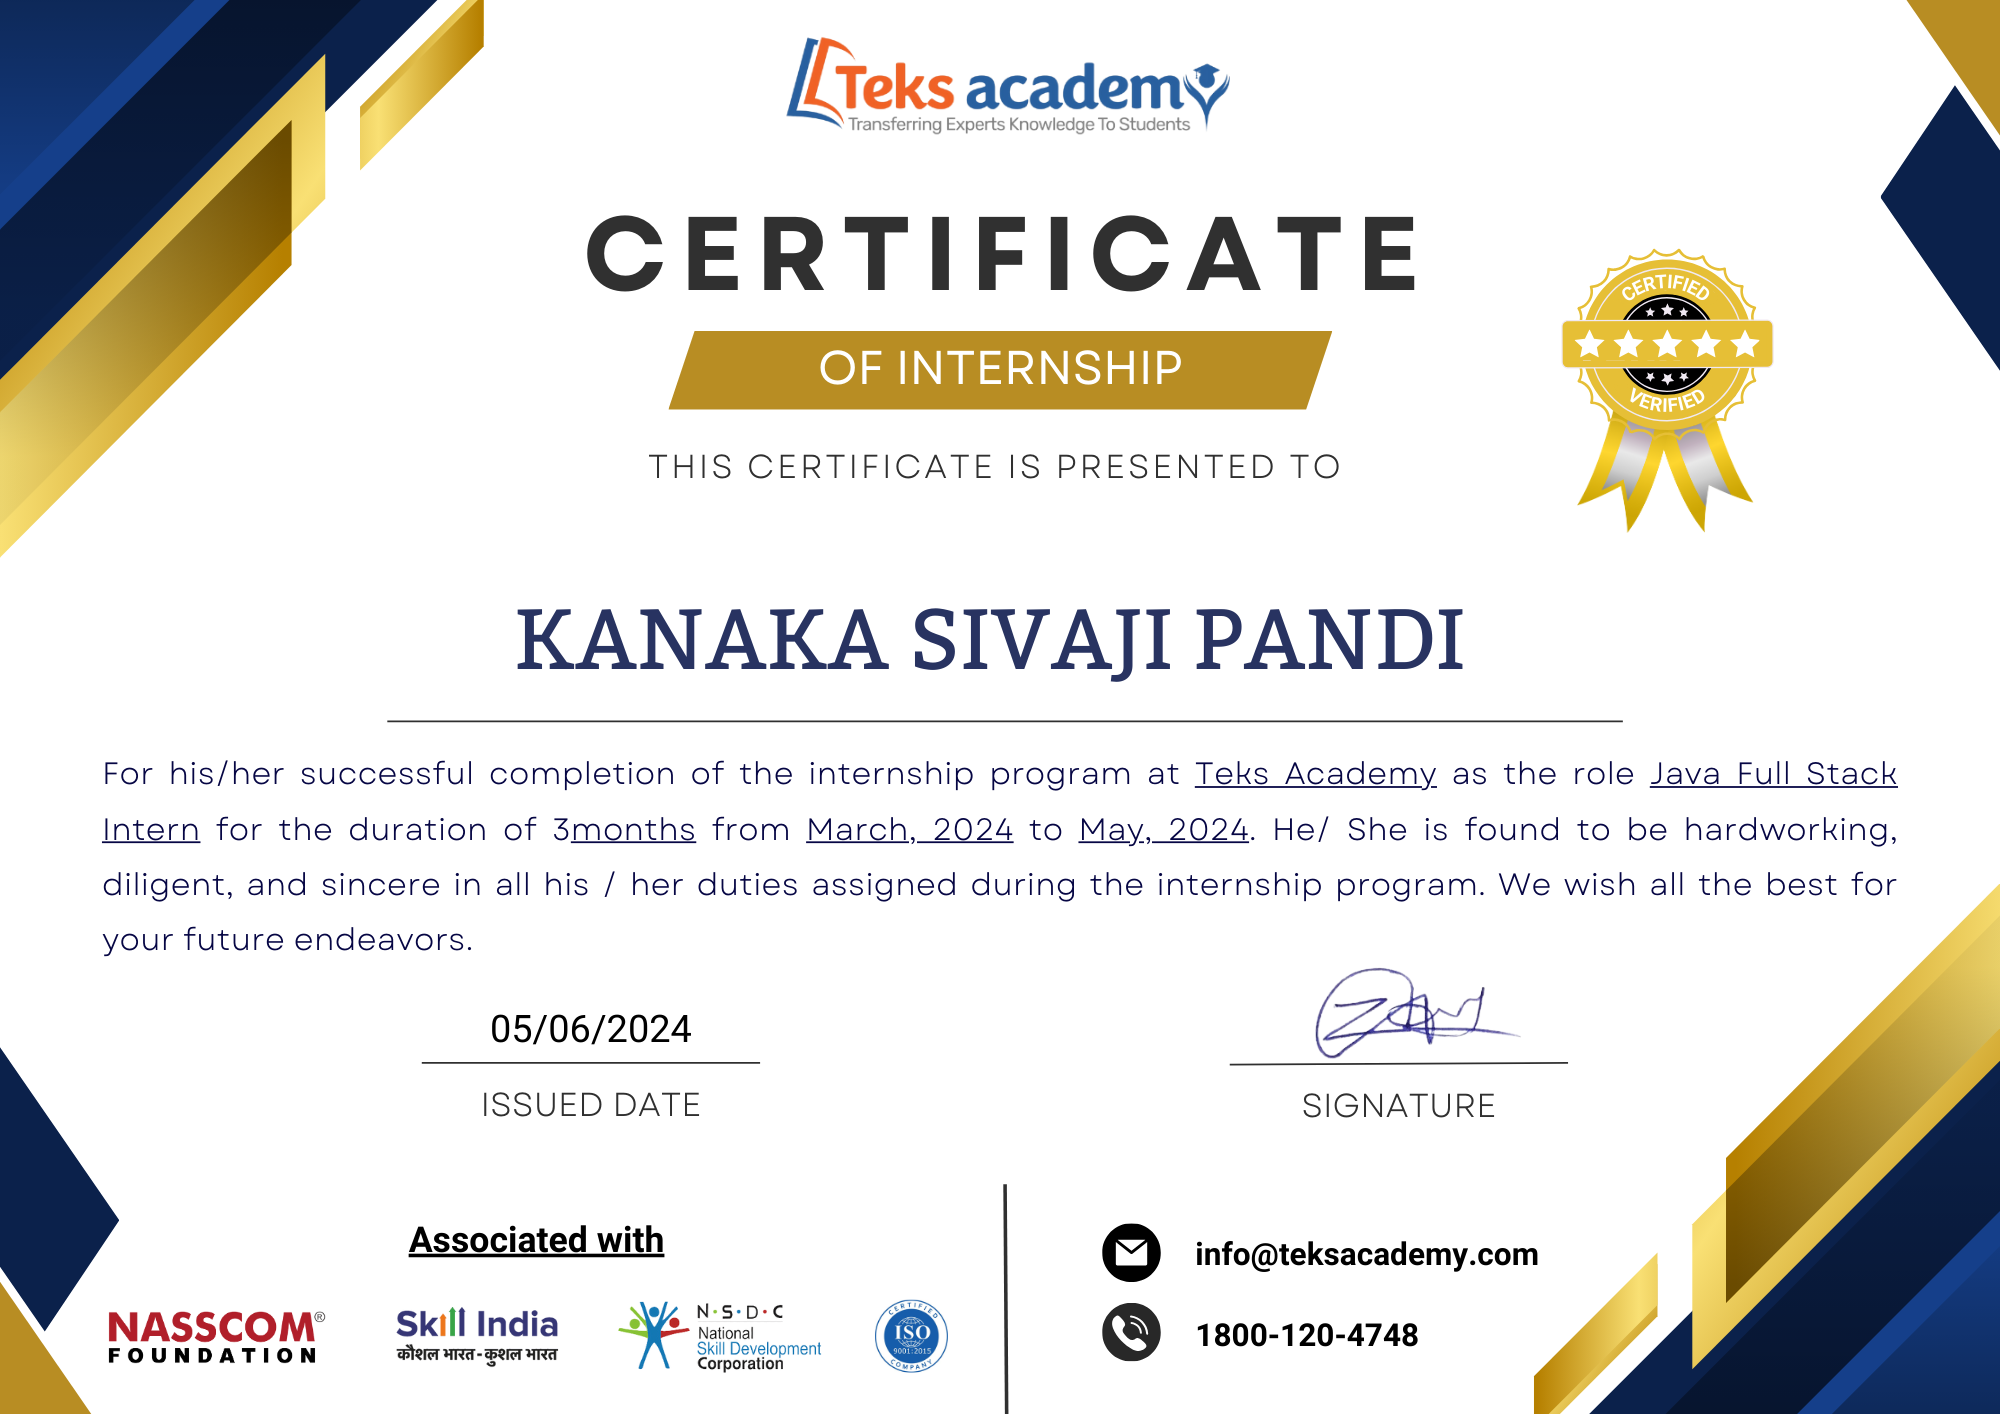 Teks academy
Transferring Experts Knowledge To Students
CERTIFICATE
OF INTERNSHIP
THIS CERTIFICATE IS PRESENTED TO
CERTIFIED
VERIFIED
KANAKA SIVAJI PANDI
For his/her successful completion of the internship program at Teks Academy as the role Java Full Stack
Intern for the duration of 3months from March, 2024 to May, 2024. He/ She is found to be hardworking,
diligent, and sincere in all his / her duties assigned during the internship program. We wish all the best for
your future endeavors.
05/06/2024
ISSUED DATE
SIGNATURE
Associated with
NASSCOM®
FOUNDATION
Skill India
कौशल भारत-कुशल भारत
N·S·D·C
National
Skill Development
Corporation
CERTIFIED
ISO
9001:2015
COMPANY
info@teksacademy.com
1800-120-4748